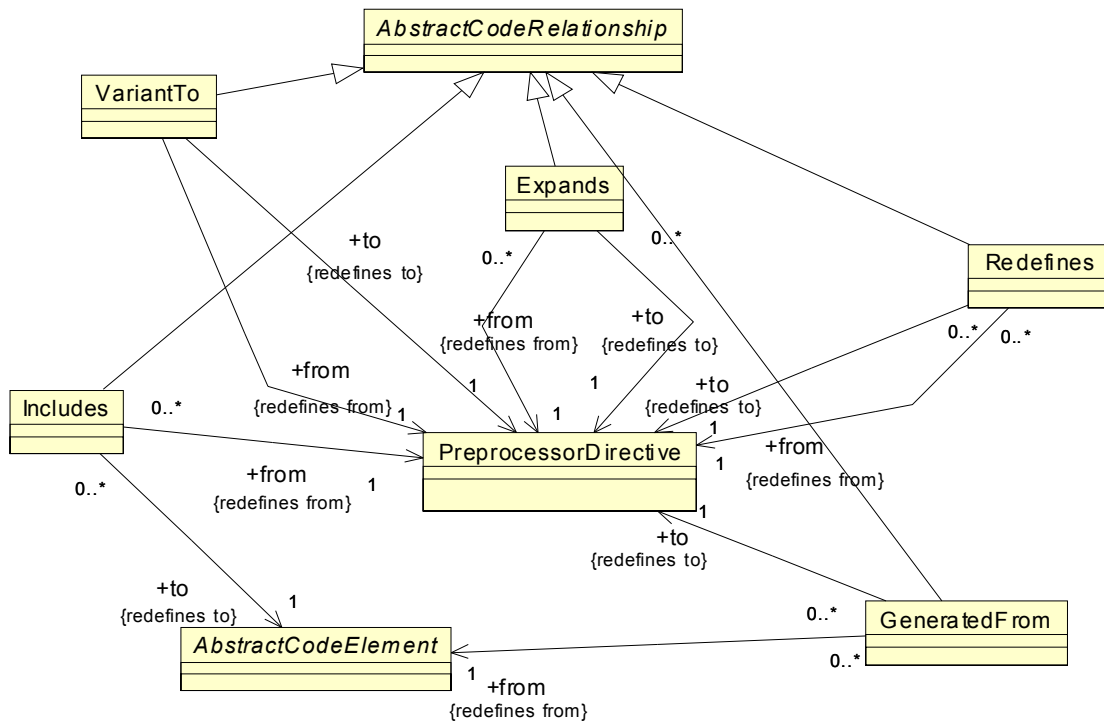 AbstractCodeRelationship
VariantTo
Expands
+to
{redefines to}
0..*
0..*
Redefines
+from
{redefines from}
+to
{redefines to}
0..*
0..*
+from
{redefines from}
1
1
+to
{redefines to}
Includes
0..*
1
1
1
PreprocessorDirective
+from
{redefines from}
1
1
+from
{redefines from}
0..*
1
+to
{redefines to}
+to
{redefines to}
1
0..*
GeneratedFrom
AbstractCodeElement
1
0..*
+from
{redefines from}